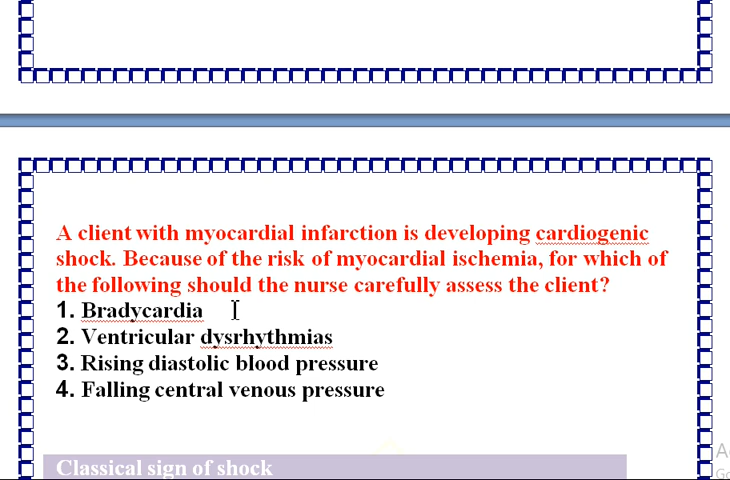 A client with myocardial infarction is developing cardiogenic
shock. Because of the risk of myocardial ischemia, for which of
the following should the nurse carefully assess the client?
1. Bradycardia
2. Ventricular dysrhythmias
3. Rising diastolic blood pressure
4. Falling central venous pressure
Classical sign of shock